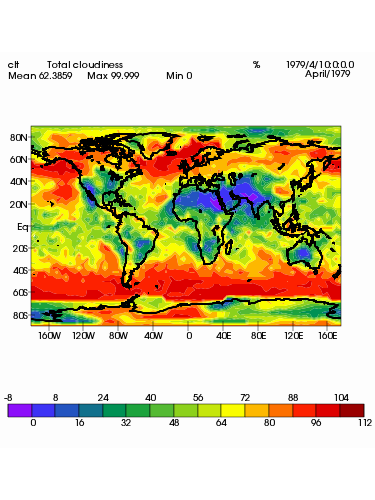 clt Total cloudiness % 1979/4/1 0:0:0.0
Mean 62.3859 Max 99.999 Min 0 April/1979
80N
60N
40N
20N
Eq
20S
40S
60S
80S
160W 120W 80W 40W 0 40E 80E 120E 160E
-8 8 24 40 56 72 88 104
0 16 32 48 64 80 96 112